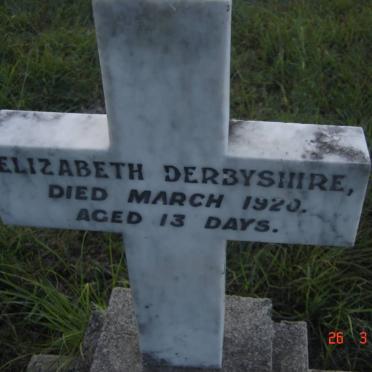 ELIZABETH DERBYSHIRE,
DIED MARCH 1920.
AGED 13 DAYS.
26 3